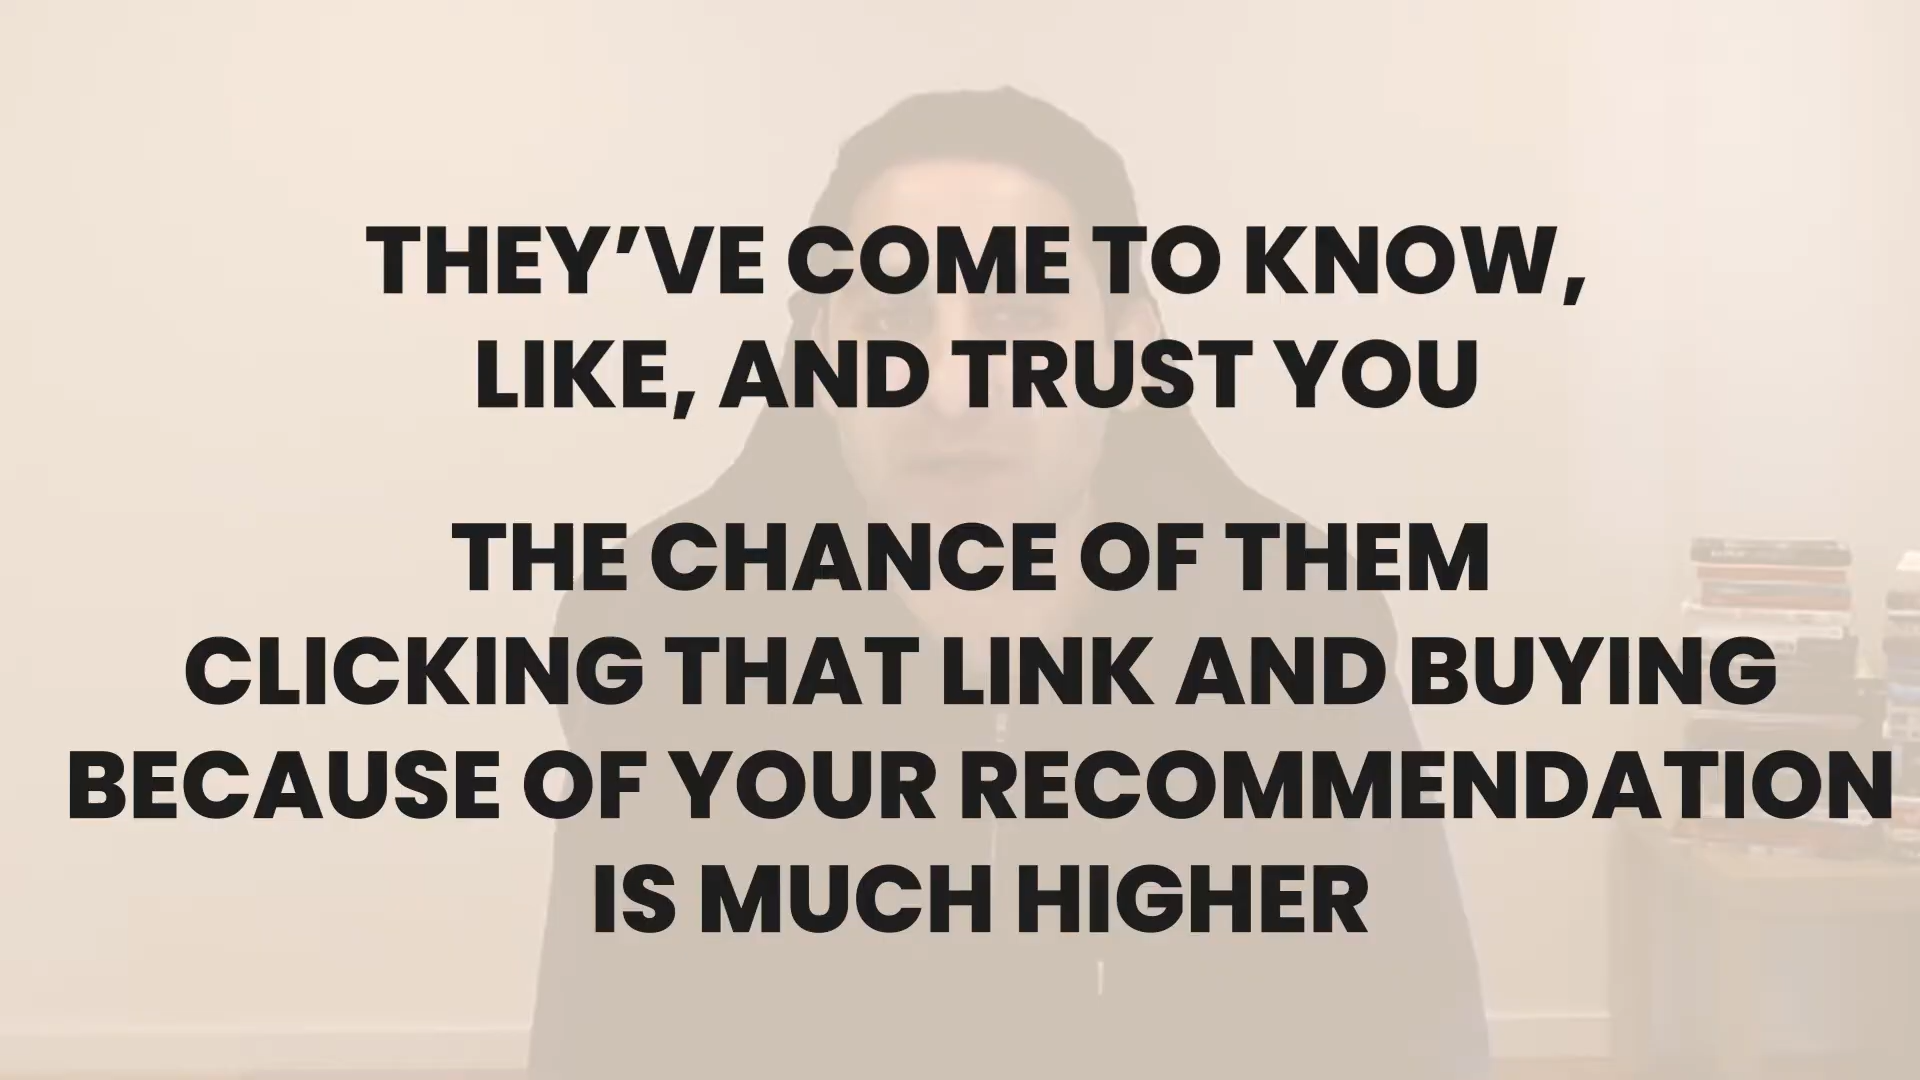 THEY’VE COME TO KNOW,
LIKE, AND TRUST YOU
THE CHANCE OF THEM
CLICKING THAT LINK AND BUYING
BECAUSE OF YOUR RECOMMENDATION
IS MUCH HIGHER